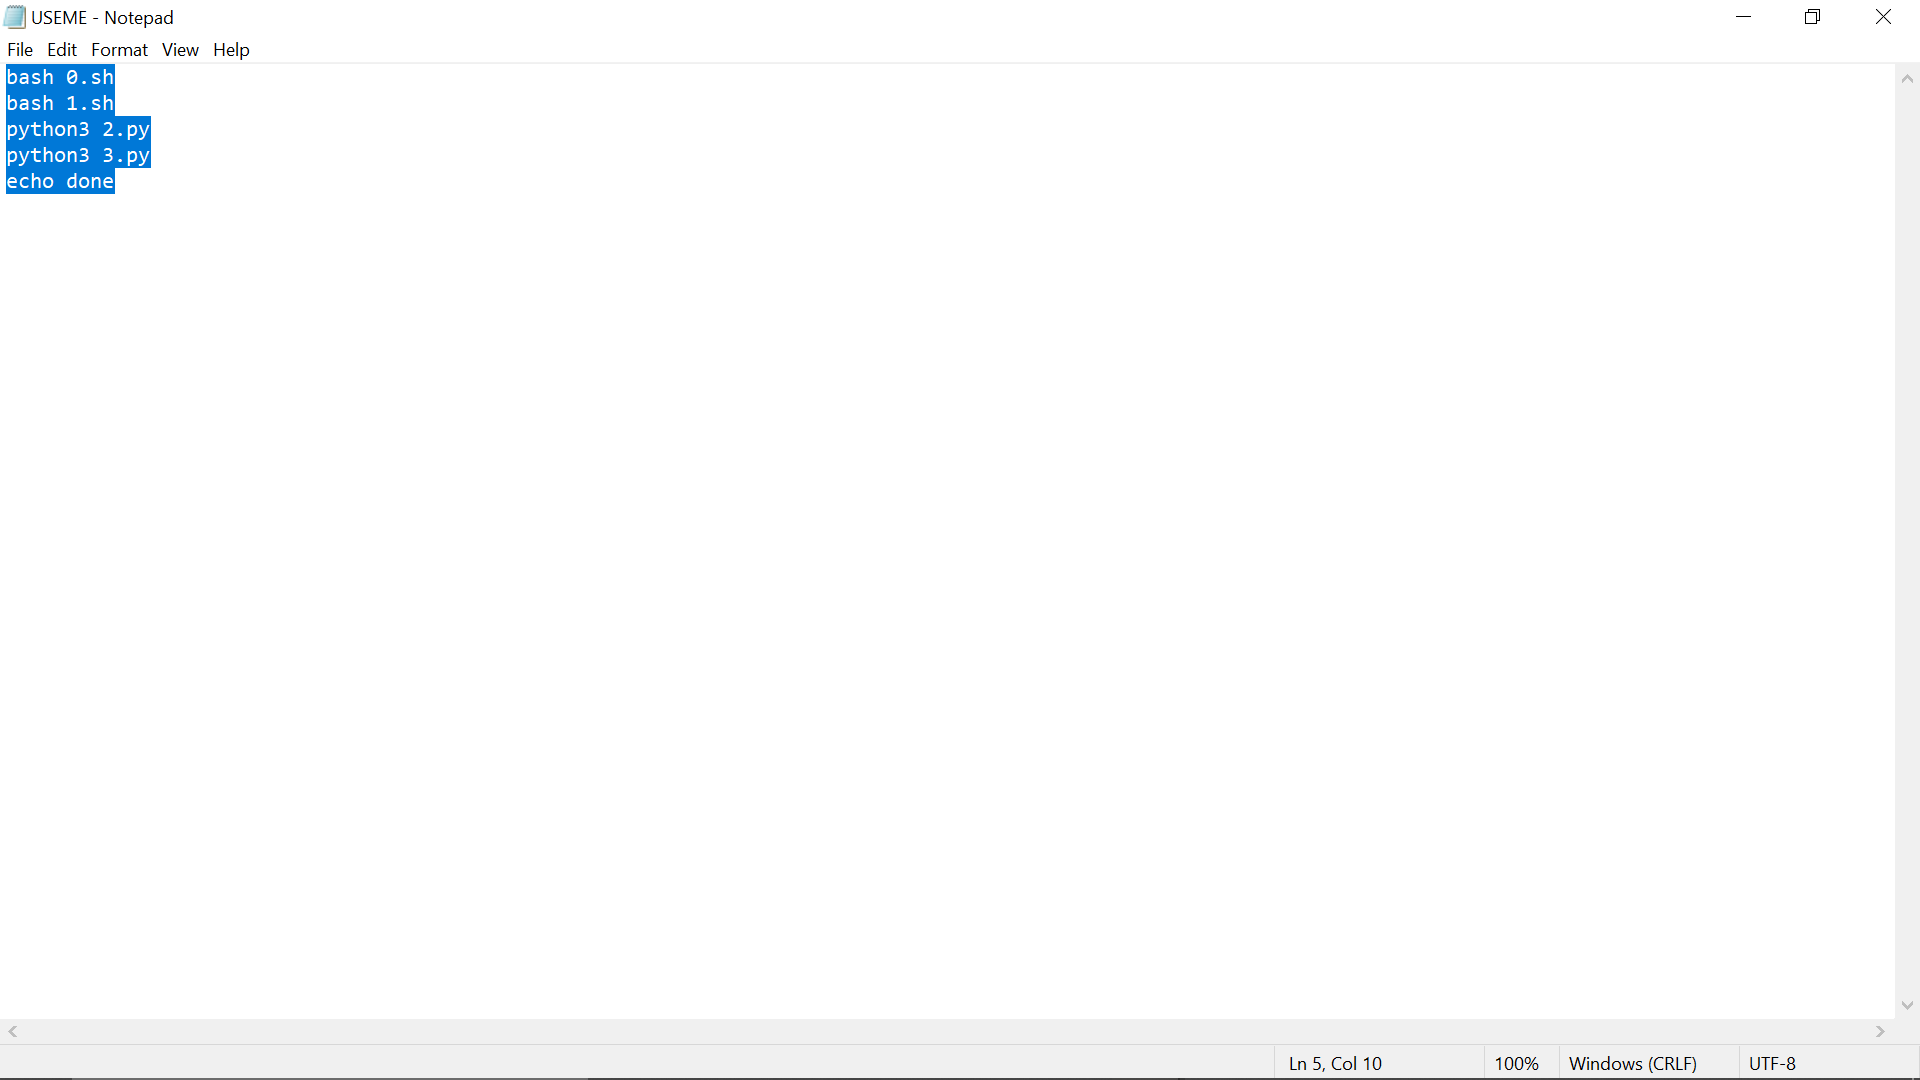 USEME - Notepad
File Edit Format View Help
bash 0.sh
bash 1.sh
python3 2.py
python3 3.py
echo done
Ln 5, Col 10 100% Windows (CRLF) UTF-8